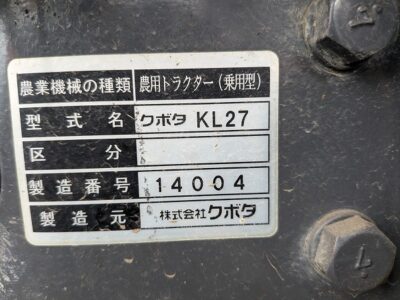 農業機械の種類 農用トラクター(乗用型)
型式名 クボタ KL27
区分
製造番号 14004
製造元 株式会社クボタ
7